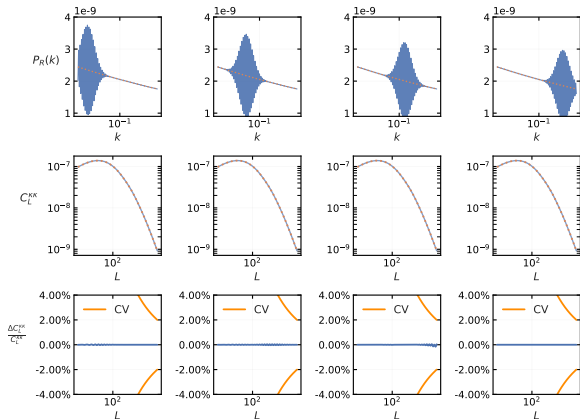 1e-9 1e-9 1e-9 1e-9
4 4 4 4
3 3 3 3
P_R(k)
2 2 2 2
1 1 1 1
10^{-1} 10^{-1} 10^{-1} 10^{-1}
k k k k
10^{-7} 10^{-7} 10^{-7} 10^{-7}
C_L^{κκ}
10^{-8} 10^{-8} 10^{-8} 10^{-8}
10^{-9} 10^{-9} 10^{-9} 10^{-9}
10^2 10^2 10^2 10^2
L L L L
4.00% 4.00% 4.00% 4.00%
CV CV CV CV
2.00% 2.00% 2.00% 2.00%
ΔC_L^{κκ}
C_L^{κκ}
0.00% 0.00% 0.00% 0.00%
-2.00% -2.00% -2.00% -2.00%
-4.00% -4.00% -4.00% -4.00%
10^2 10^2 10^2 10^2
L L L L